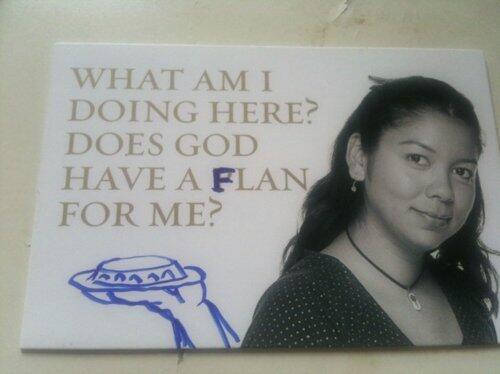 WHAT AM I
DOING HERE?
DOES GOD
HAVE A FLAN
FOR ME?